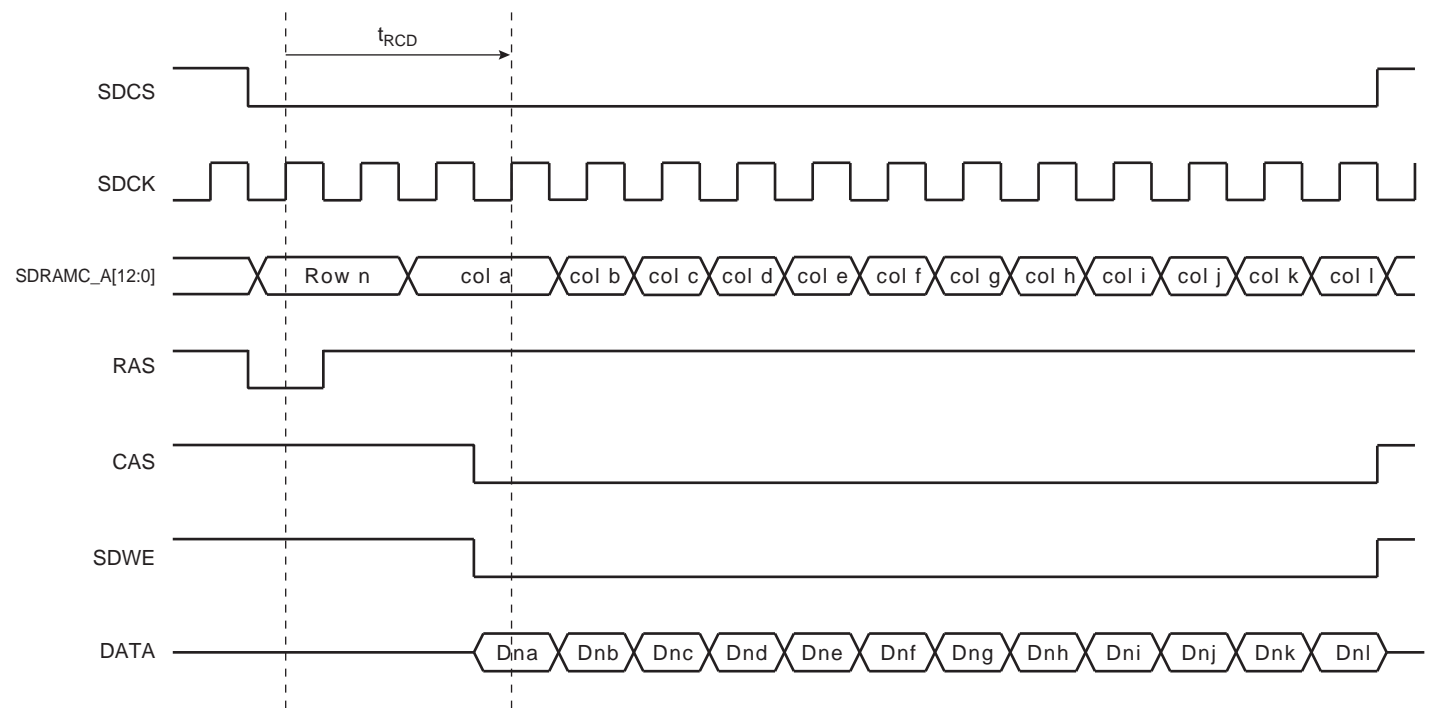 tRCD
SDCS
SDCK
SDRAMC_A[12:0] Row n col a col b col c col d col e col f col g col h col i col j col k col l
RAS
CAS
SDWE
DATA Dna Dnb Dnc Dnd Dne Dnf Dng Dnh Dni Dnj Dnk Dnl